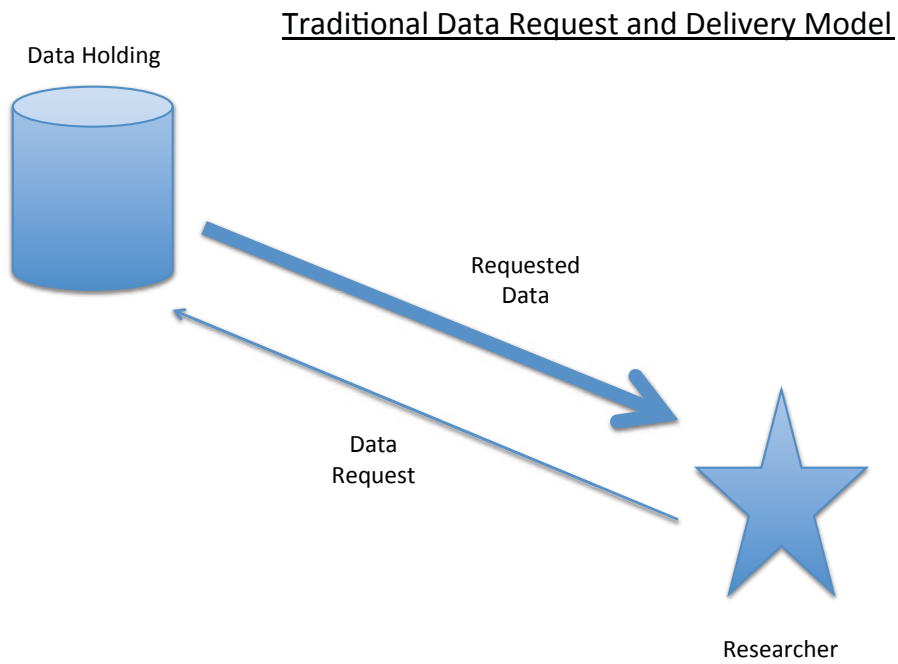 Traditional Data Request and Delivery Model
Data Holding
Requested
Data
Data
Request
Researcher